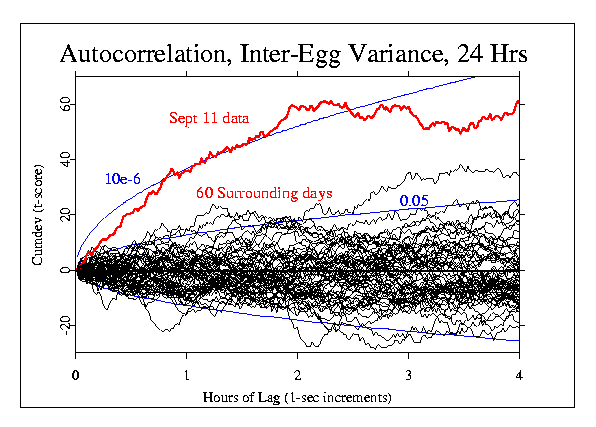 Autocorrelation, Inter-Egg Variance, 24 Hrs
Cumdev (t-score)
60
40
20
0
-20
Sept 11 data
10e-6
60 Surrounding days
0.05
0 1 2 3 4
Hours of Lag (1-sec increments)